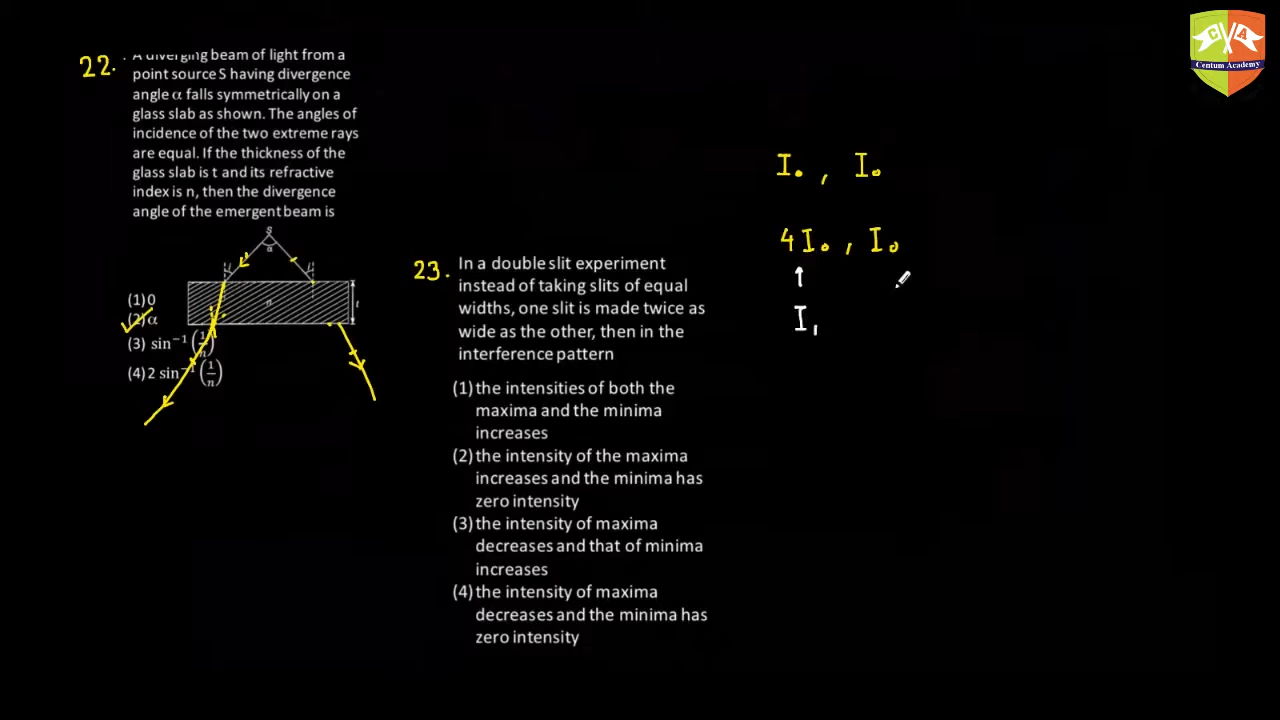 22.
A diverging beam of light from a
point source S having divergence
angle α falls symmetrically on a
glass slab as shown. The angles of
incidence of the two extreme rays
are equal. If the thickness of the
glass slab is t and its refractive
index is n, then the divergence
angle of the emergent beam is
S
α
i i
n
t
(1) 0
(2) α
(3) sin⁻¹ (1/n)
(4) 2 sin⁻¹ (1/n)
23.
In a double slit experiment
instead of taking slits of equal
widths, one slit is made twice as
wide as the other, then in the
interference pattern
(1) the intensities of both the
maxima and the minima
increases
(2) the intensity of the maxima
increases and the minima has
zero intensity
(3) the intensity of maxima
decreases and that of minima
increases
(4) the intensity of maxima
decreases and the minima has
zero intensity
I₀ , I₀
4I₀ , I₀
I₁
C A
Centum Academy